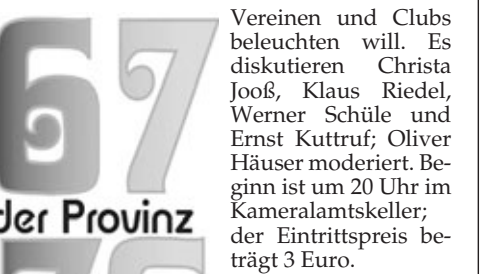 67
der Provinz
Vereinen und Clubs
beleuchten will. Es
diskutieren Christa
Jooß, Klaus Riedel,
Werner Schüle und
Ernst Kuttruf; Oliver
Häuser moderiert. Be-
ginn ist um 20 Uhr im
Kameralamtskeller;
der Eintrittspreis be-
trägt 3 Euro.